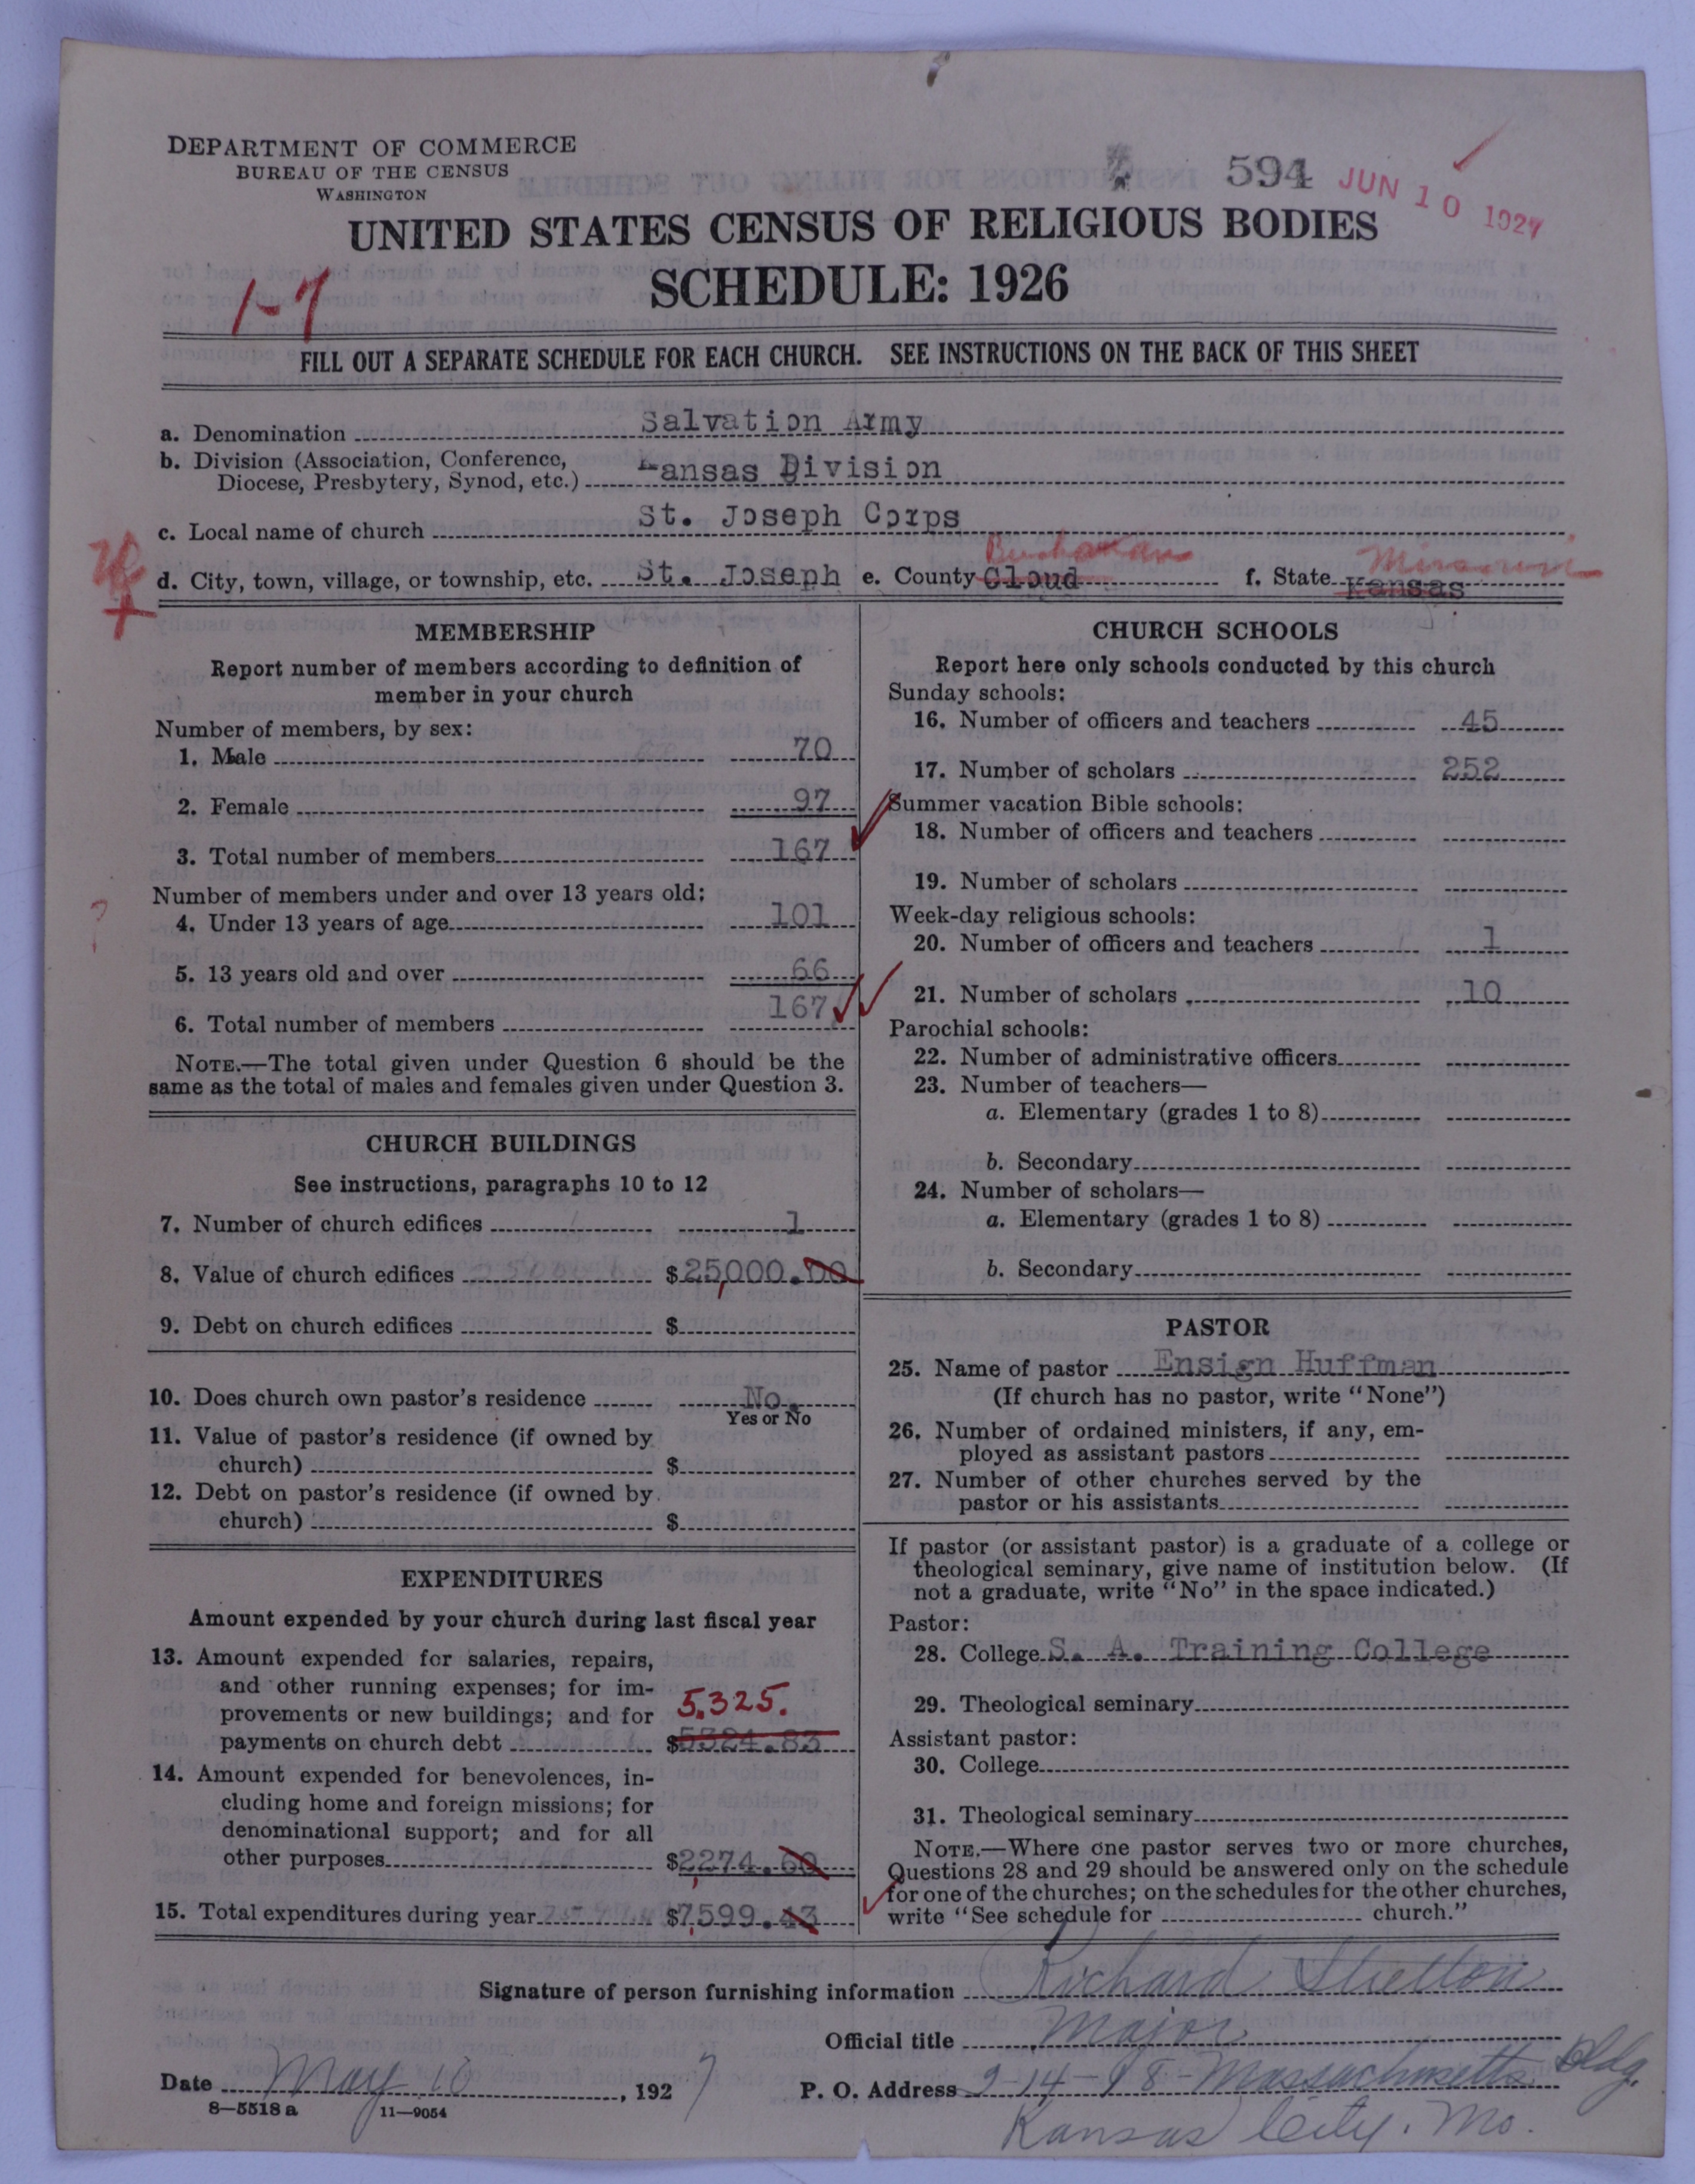 DEPARTMENT OF COMMERCE
BUREAU OF THE CENSUS
WASHINGTON
594
JUN 10 1927
UNITED STATES CENSUS OF RELIGIOUS BODIES
SCHEDULE: 1926
1-7
FILL OUT A SEPARATE SCHEDULE FOR EACH CHURCH. SEE INSTRUCTIONS ON THE BACK OF THIS SHEET
a. Denomination Salvation Army
b. Division (Association, Conference,
Diocese, Presbytery, Synod, etc.) Kansas Division
c. Local name of church St. Joseph Corps
Buchanan Missouri
d. City, town, village, or township, etc. St. Joseph e. County Cloud f. State Kansas
MEMBERSHIP
Report number of members according to definition of
member in your church
Number of members, by sex:
1. Male 70
2. Female 97
3. Total number of members 167
Number of members under and over 13 years old:
?
4. Under 13 years of age 101
5. 13 years old and over 66
6. Total number of members 167
NOTE.—The total given under Question 6 should be the
same as the total of males and females given under Question 3.
CHURCH BUILDINGS
See instructions, paragraphs 10 to 12
7. Number of church edifices 1
8. Value of church edifices $25,000.00
9. Debt on church edifices $
10. Does church own pastor's residence No.
Yes or No
11. Value of pastor's residence (if owned by
church) $
12. Debt on pastor's residence (if owned by
church) $
EXPENDITURES
Amount expended by your church during last fiscal year
13. Amount expended for salaries, repairs,
and other running expenses; for im-
provements or new buildings; and for 5,325.
payments on church debt $5324.83
14. Amount expended for benevolences, in-
cluding home and foreign missions; for
denominational support; and for all
other purposes $2274.60
15. Total expenditures during year $7,599.43
CHURCH SCHOOLS
Report here only schools conducted by this church
Sunday schools:
16. Number of officers and teachers 45
17. Number of scholars 252
Summer vacation Bible schools:
18. Number of officers and teachers
19. Number of scholars
Week-day religious schools:
20. Number of officers and teachers 1
21. Number of scholars 10
Parochial schools:
22. Number of administrative officers
23. Number of teachers—
a. Elementary (grades 1 to 8)
b. Secondary
24. Number of scholars—
a. Elementary (grades 1 to 8)
b. Secondary
PASTOR
25. Name of pastor Ensign Huffman
(If church has no pastor, write "None")
26. Number of ordained ministers, if any, em-
ployed as assistant pastors
27. Number of other churches served by the
pastor or his assistants
If pastor (or assistant pastor) is a graduate of a college or
theological seminary, give name of institution below. (If
not a graduate, write "No" in the space indicated.)
Pastor:
28. College S. A. Training College
29. Theological seminary
Assistant pastor:
30. College
31. Theological seminary
NOTE.—Where one pastor serves two or more churches,
Questions 28 and 29 should be answered only on the schedule
for one of the churches; on the schedules for the other churches,
write "See schedule for church."
Signature of person furnishing information Richard Shelton
Official title Major
Date May 10, 1927
P. O. Address 9-14-18- Massachusetts Bldg.
Kansas City. Mo.
8—5518a 11—9054